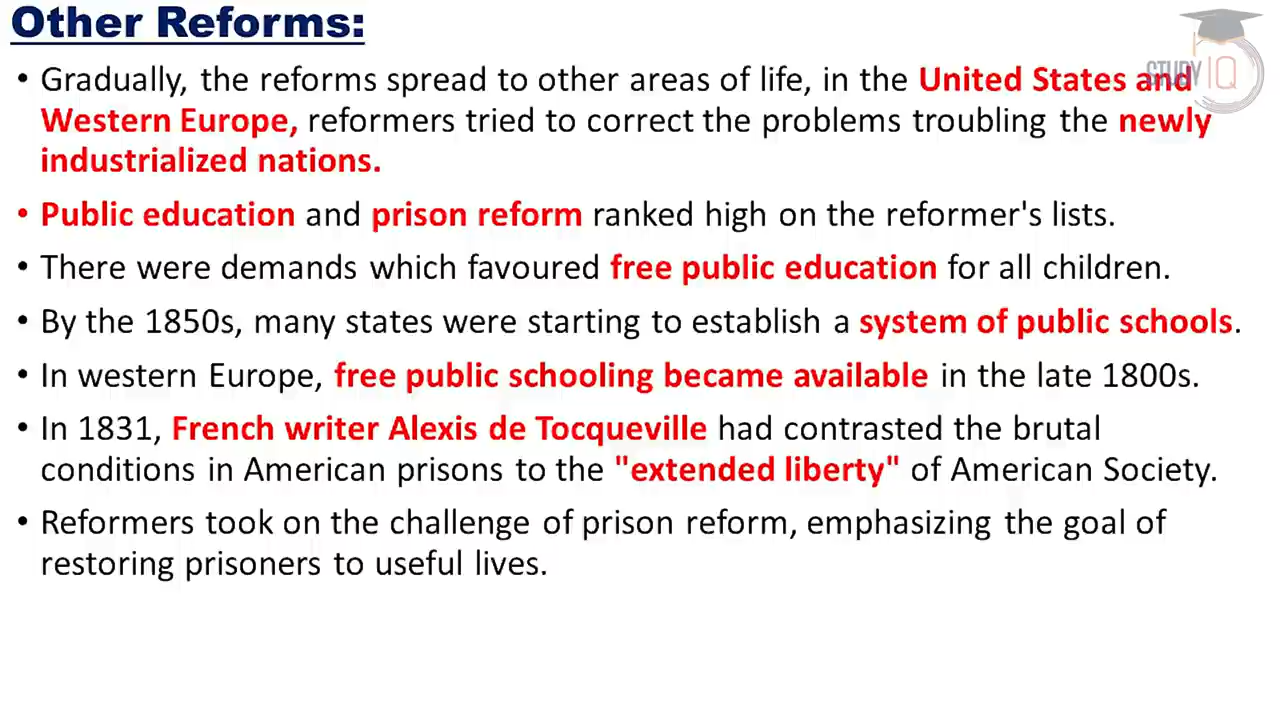 Other Reforms:
• Gradually, the reforms spread to other areas of life, in the United States and
Western Europe, reformers tried to correct the problems troubling the newly
industrialized nations.
• Public education and prison reform ranked high on the reformer's lists.
• There were demands which favoured free public education for all children.
• By the 1850s, many states were starting to establish a system of public schools.
• In western Europe, free public schooling became available in the late 1800s.
• In 1831, French writer Alexis de Tocqueville had contrasted the brutal
conditions in American prisons to the "extended liberty" of American Society.
• Reformers took on the challenge of prison reform, emphasizing the goal of
restoring prisoners to useful lives.
STUDY IQ